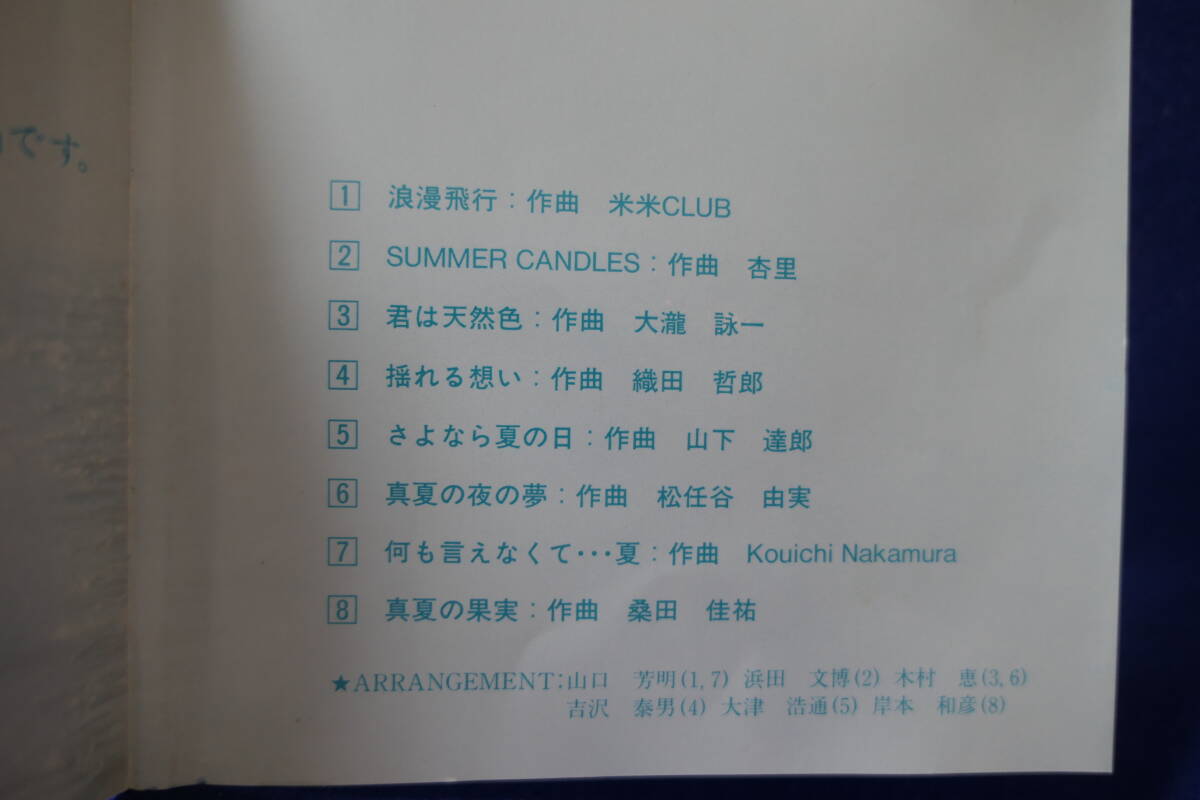 です。
1 浪漫飛行：作曲 米米CLUB
2 SUMMER CANDLES：作曲 杏里
3 君は天然色：作曲 大瀧 詠一
4 揺れる想い：作曲 織田 哲郎
5 さよなら夏の日：作曲 山下 達郎
6 真夏の夜の夢：作曲 松任谷 由実
7 何も言えなくて・・・夏：作曲 Kouichi Nakamura
8 真夏の果実：作曲 桑田 佳祐
★ARRANGEMENT：山口 芳明(1, 7) 浜田 文博(2) 木村 恵(3, 6)
吉沢 泰男(4) 大津 浩通(5) 岸本 和彦(8)